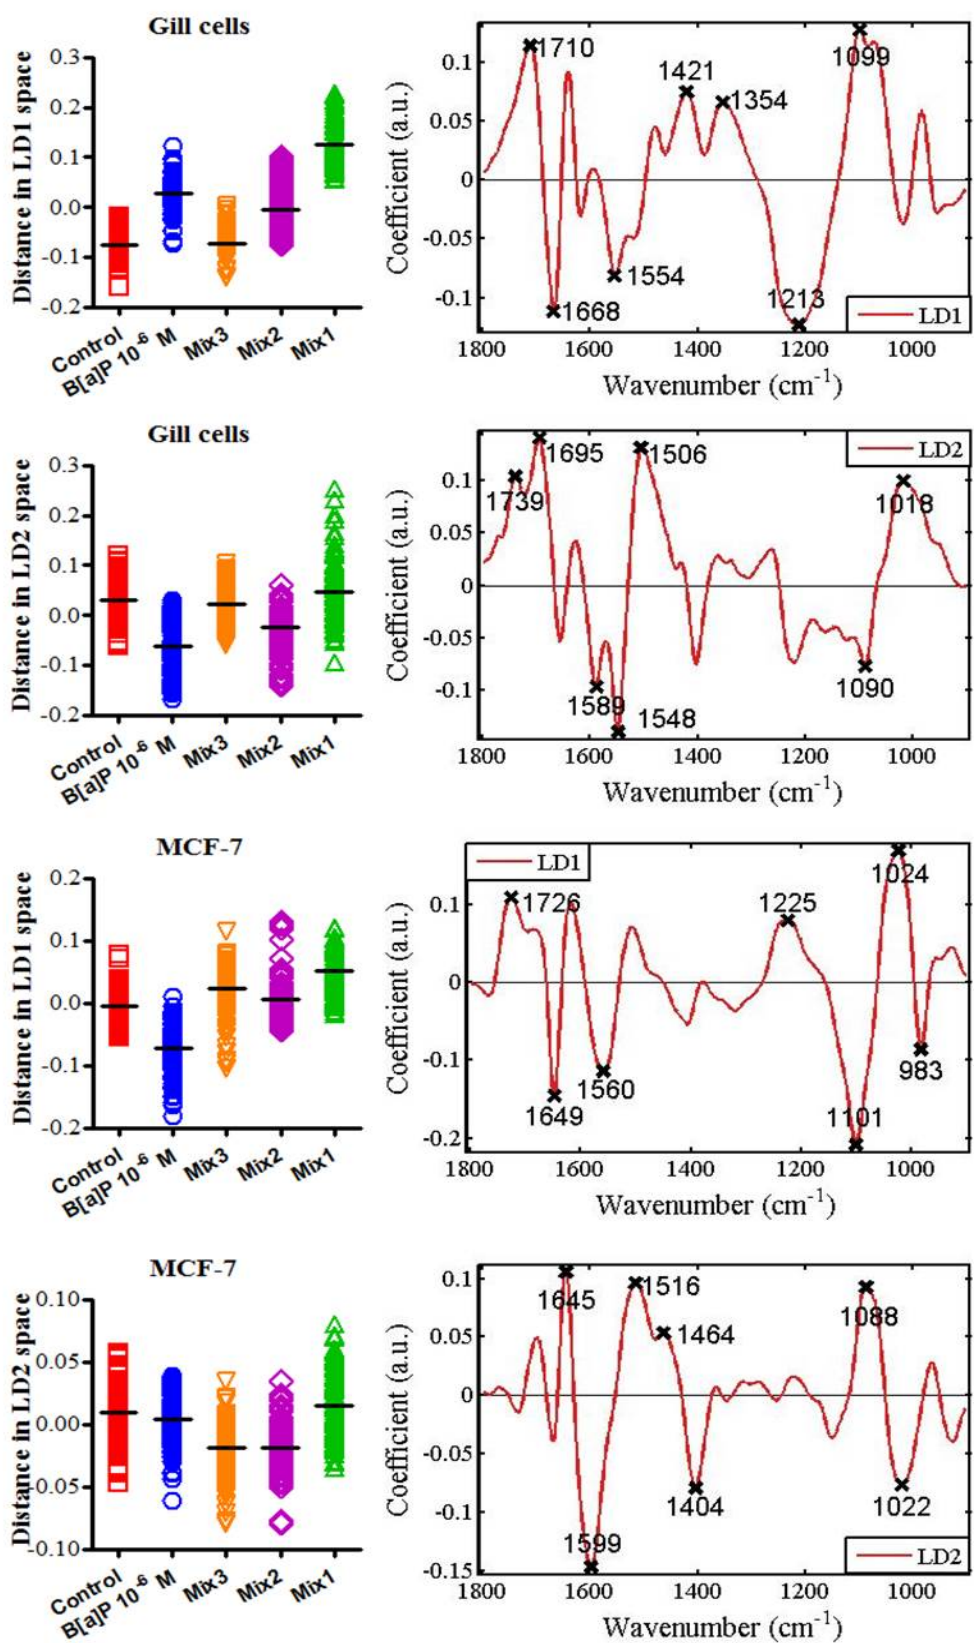 Gill cells
Distance in LD1 space
0.3
0.2
0.1
0.0
-0.1
-0.2
Control
B[a]P 10⁻⁶ M
Mix3
Mix2
Mix1
Coefficient (a.u.)
0.1
0.05
0
-0.05
-0.1
1710
1668
1554
1421
1354
1213
1099
LD1
1800 1600 1400 1200 1000
Wavenumber (cm⁻¹)
Gill cells
Distance in LD2 space
0.3
0.2
0.1
0.0
-0.1
-0.2
Control
B[a]P 10⁻⁶ M
Mix3
Mix2
Mix1
Coefficient (a.u.)
0.1
0.05
0
-0.05
-0.1
1739
1695
1589
1548
1506
1090
1018
LD2
1800 1600 1400 1200 1000
Wavenumber (cm⁻¹)
MCF-7
Distance in LD1 space
0.2
0.1
0.0
-0.1
-0.2
Control
B[a]P 10⁻⁶ M
Mix3
Mix2
Mix1
Coefficient (a.u.)
0.1
0
-0.1
-0.2
LD1
1726
1649
1560
1225
1101
1024
983
1800 1600 1400 1200 1000
Wavenumber (cm⁻¹)
MCF-7
Distance in LD2 space
0.10
0.05
0.00
-0.05
-0.10
Control
B[a]P 10⁻⁶ M
Mix3
Mix2
Mix1
Coefficient (a.u.)
0.1
0.05
0
-0.05
-0.1
-0.15
1645
1599
1516
1464
1404
1088
1022
LD2
1800 1600 1400 1200 1000
Wavenumber (cm⁻¹)